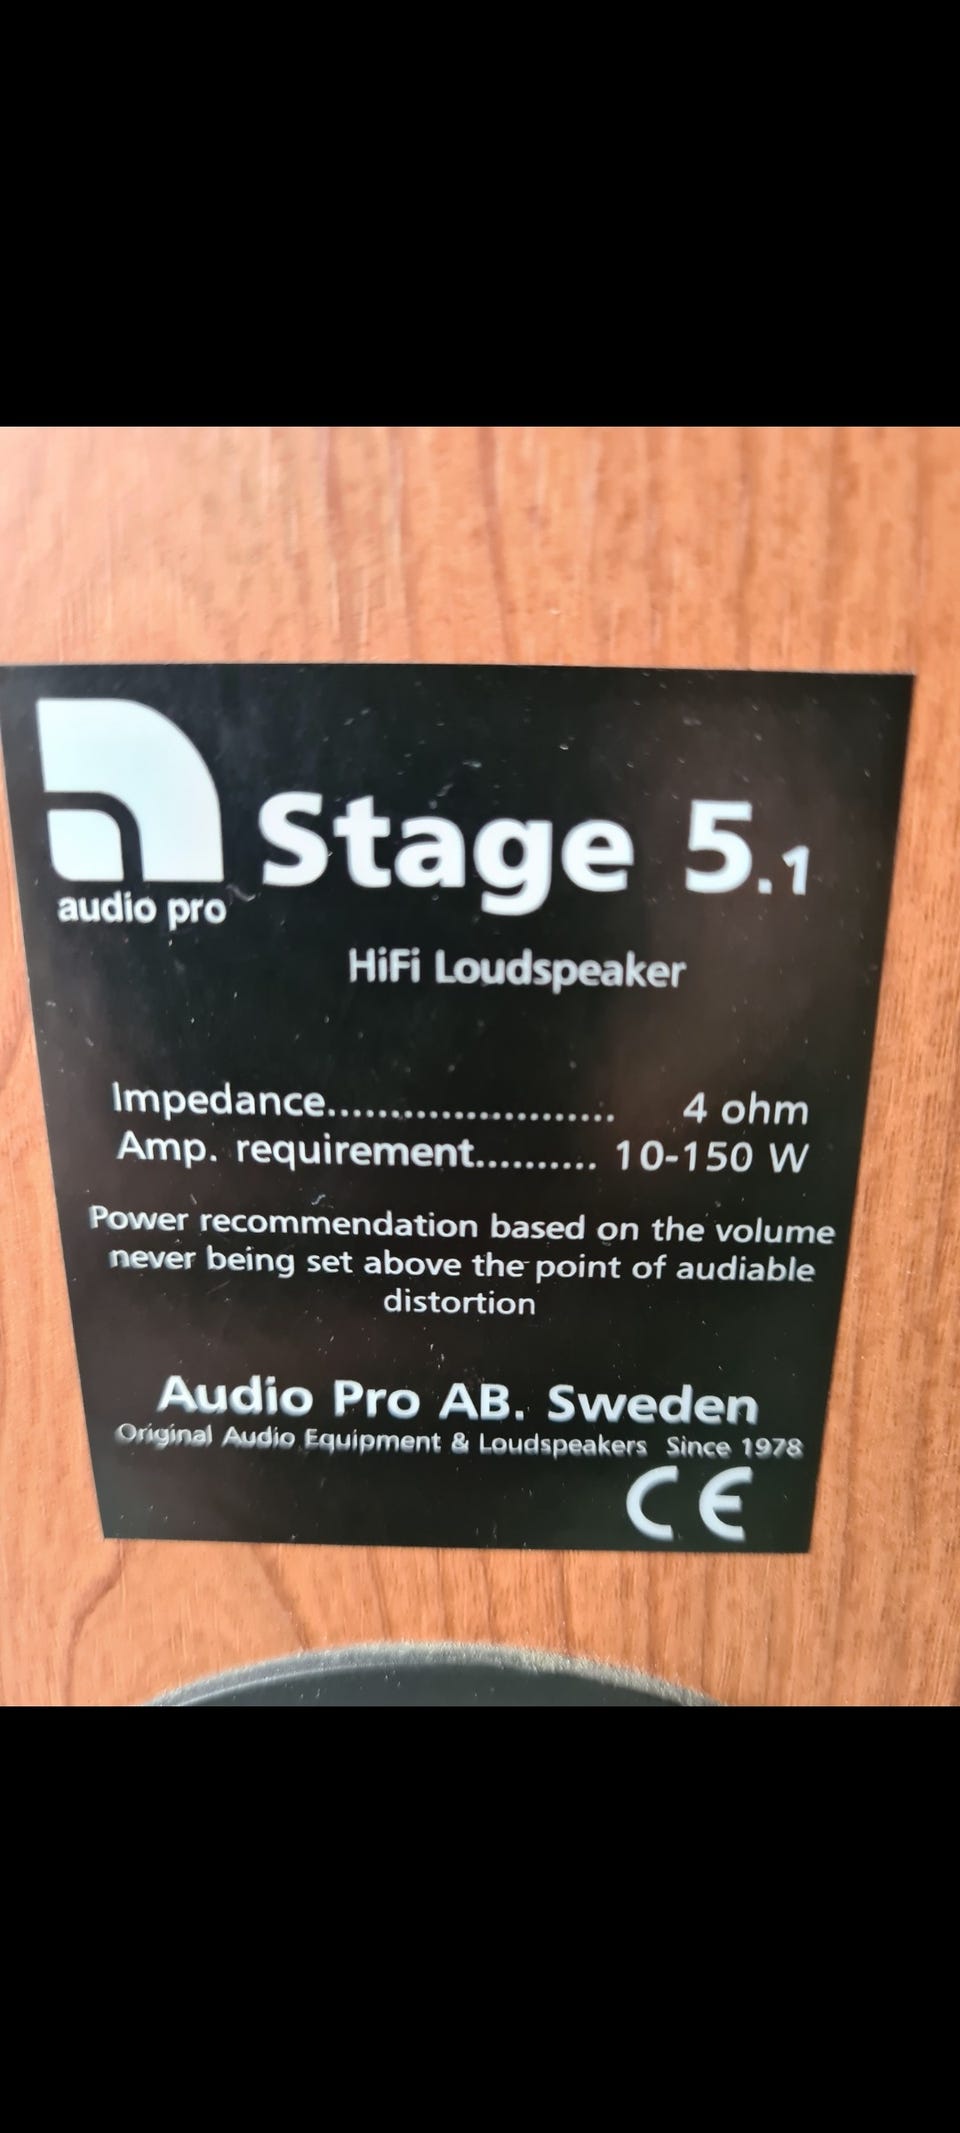 audio pro
Stage 5.1
HiFi Loudspeaker
Impedance....................... 4 ohm
Amp. requirement.......... 10-150 W
Power recommendation based on the volume
never being set above the point of audiable
distortion
Audio Pro AB. Sweden
Original Audio Equipment & Loudspeakers Since 1978
CE